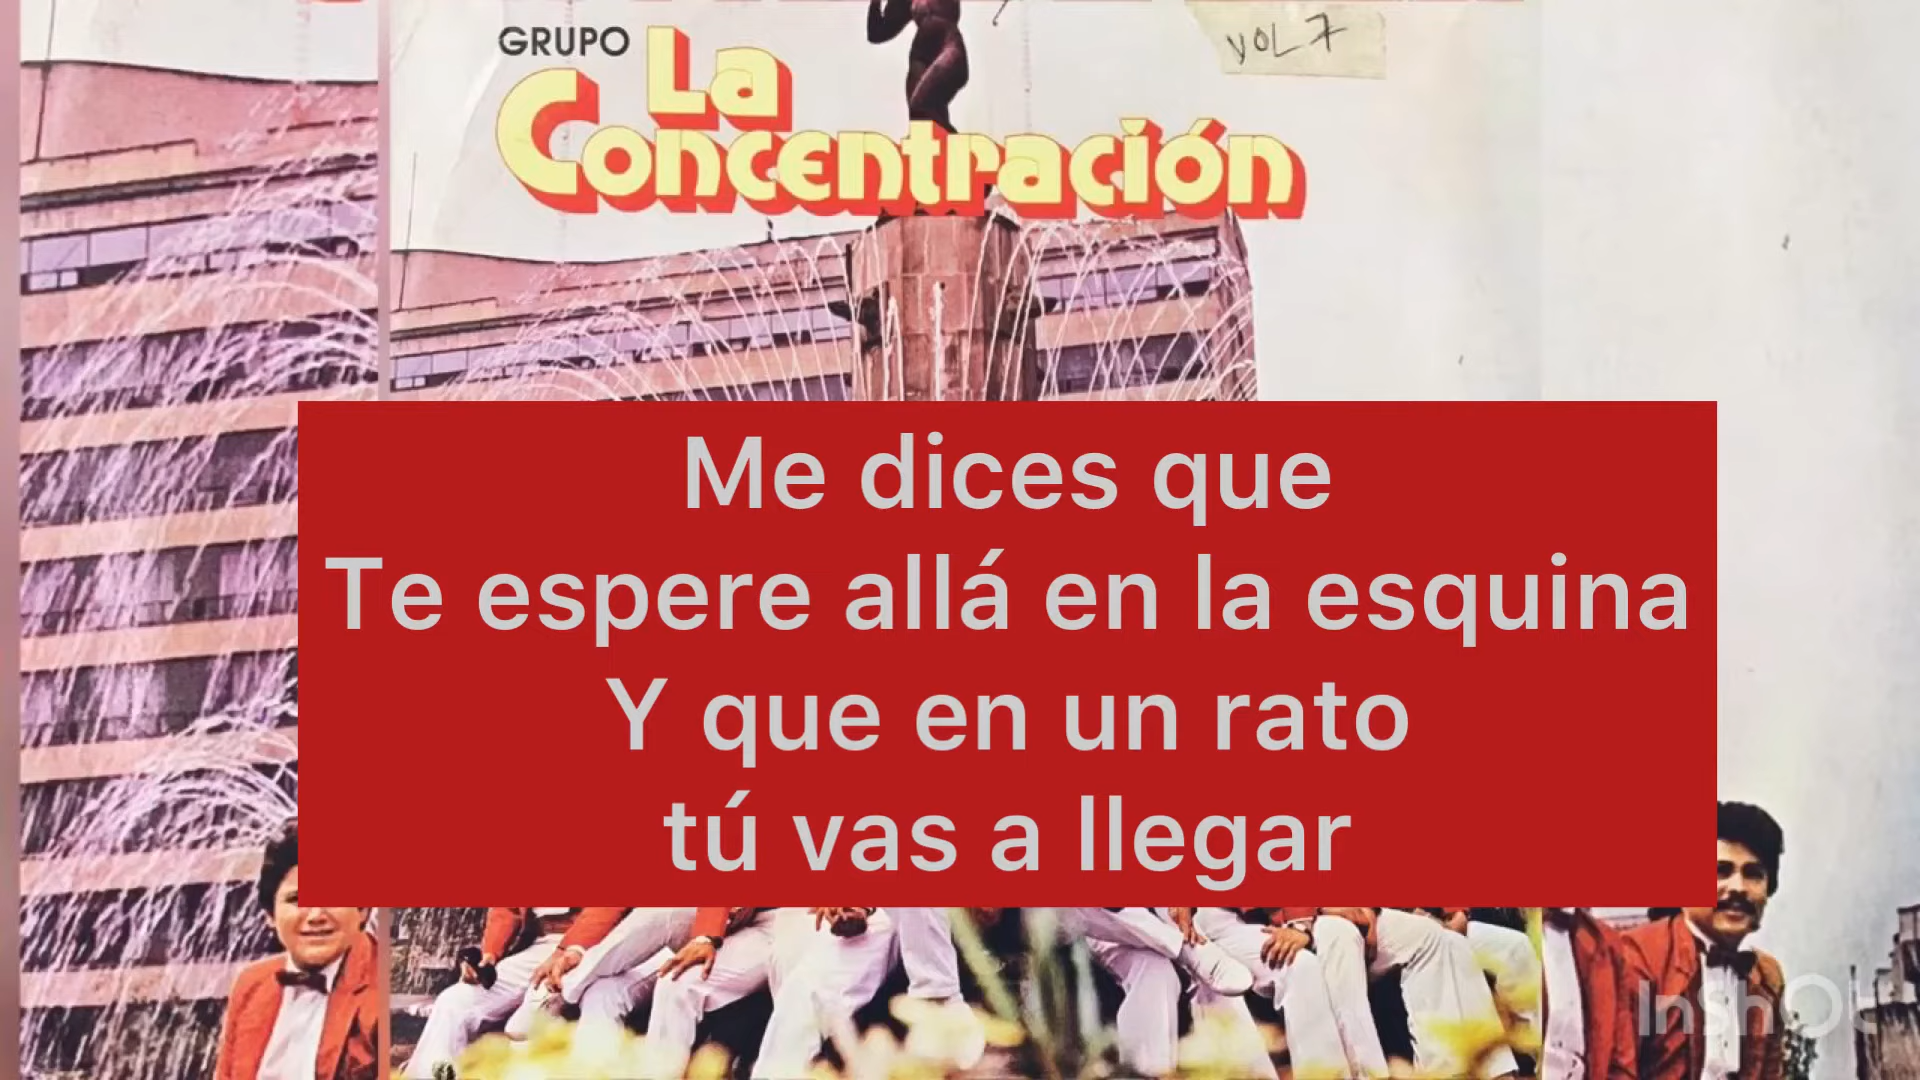 GRUPO
La
Concentración
VOL 7
Me dices que
Te espere allá en la esquina
Y que en un rato
tú vas a llegar
InShOt